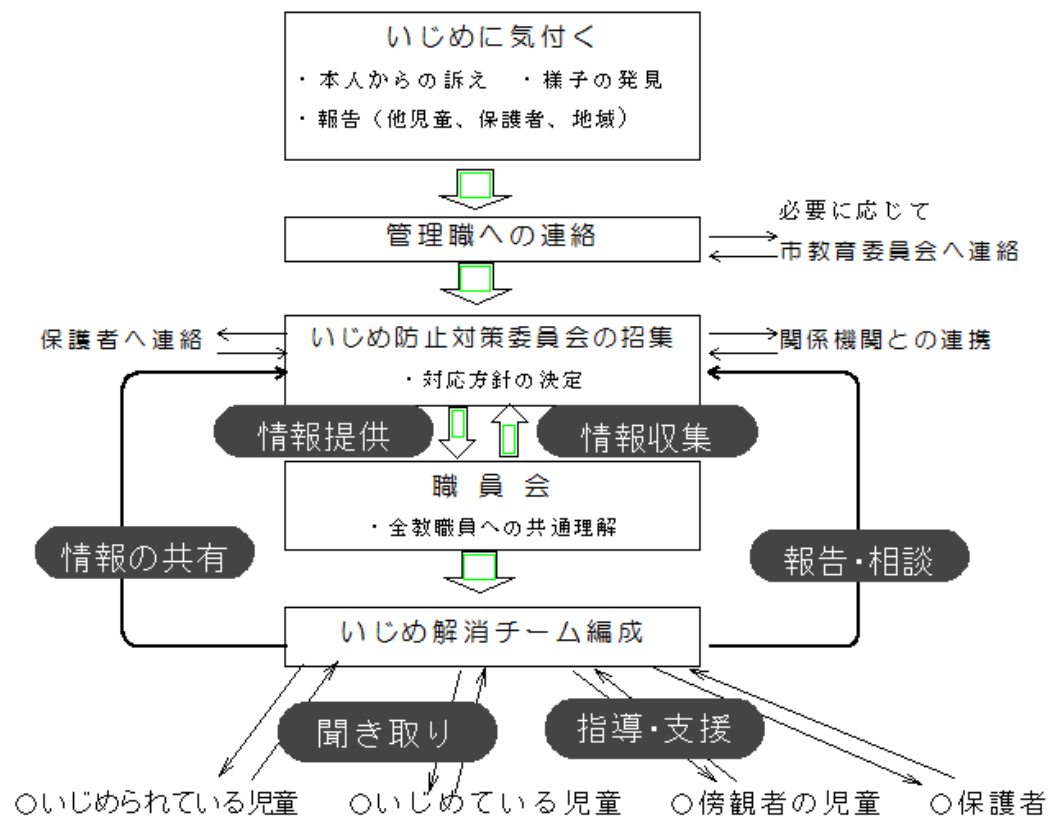 いじめに気付く
・本人からの訴え　・様子の発見
・報告（他児童、保護者、地域）
必要に応じて
管理職への連絡
市教育委員会へ連絡
保護者へ連絡
いじめ防止対策委員会の招集
関係機関との連携
・対応方針の決定
情報提供
情報収集
職員会
・全教職員への共通理解
情報の共有
報告・相談
いじめ解消チーム編成
聞き取り
指導・支援
○いじめられている児童
○いじめている児童
○傍観者の児童
○保護者